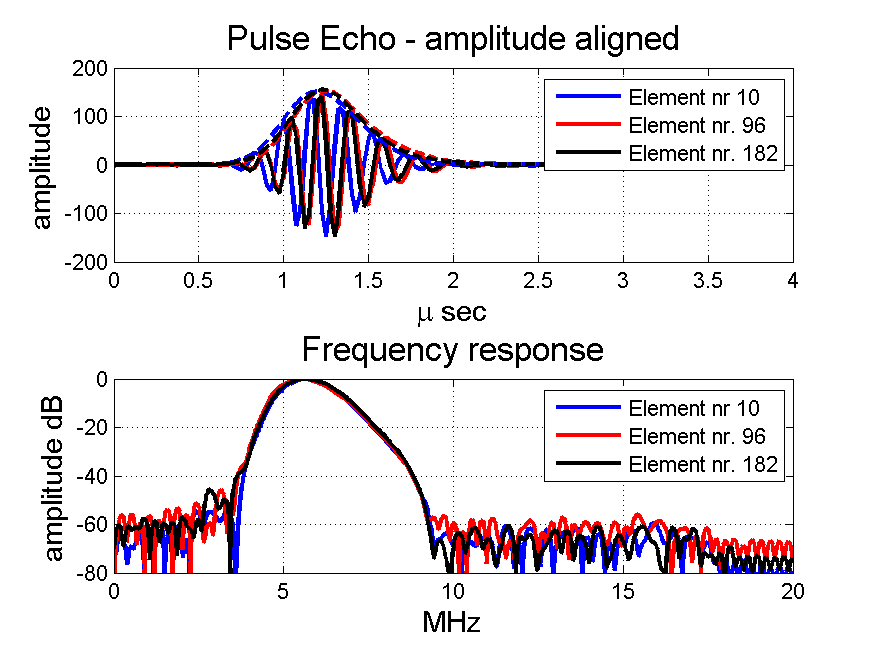 Pulse Echo - amplitude aligned
amplitude
200
100
0
-100
-200
Element nr 10
Element nr. 96
Element nr. 182
0 0.5 1 1.5 2 2.5 3 3.5 4
μ sec
Frequency response
amplitude dB
0
-20
-40
-60
-80
Element nr 10
Element nr. 96
Element nr. 182
0 5 10 15 20
MHz